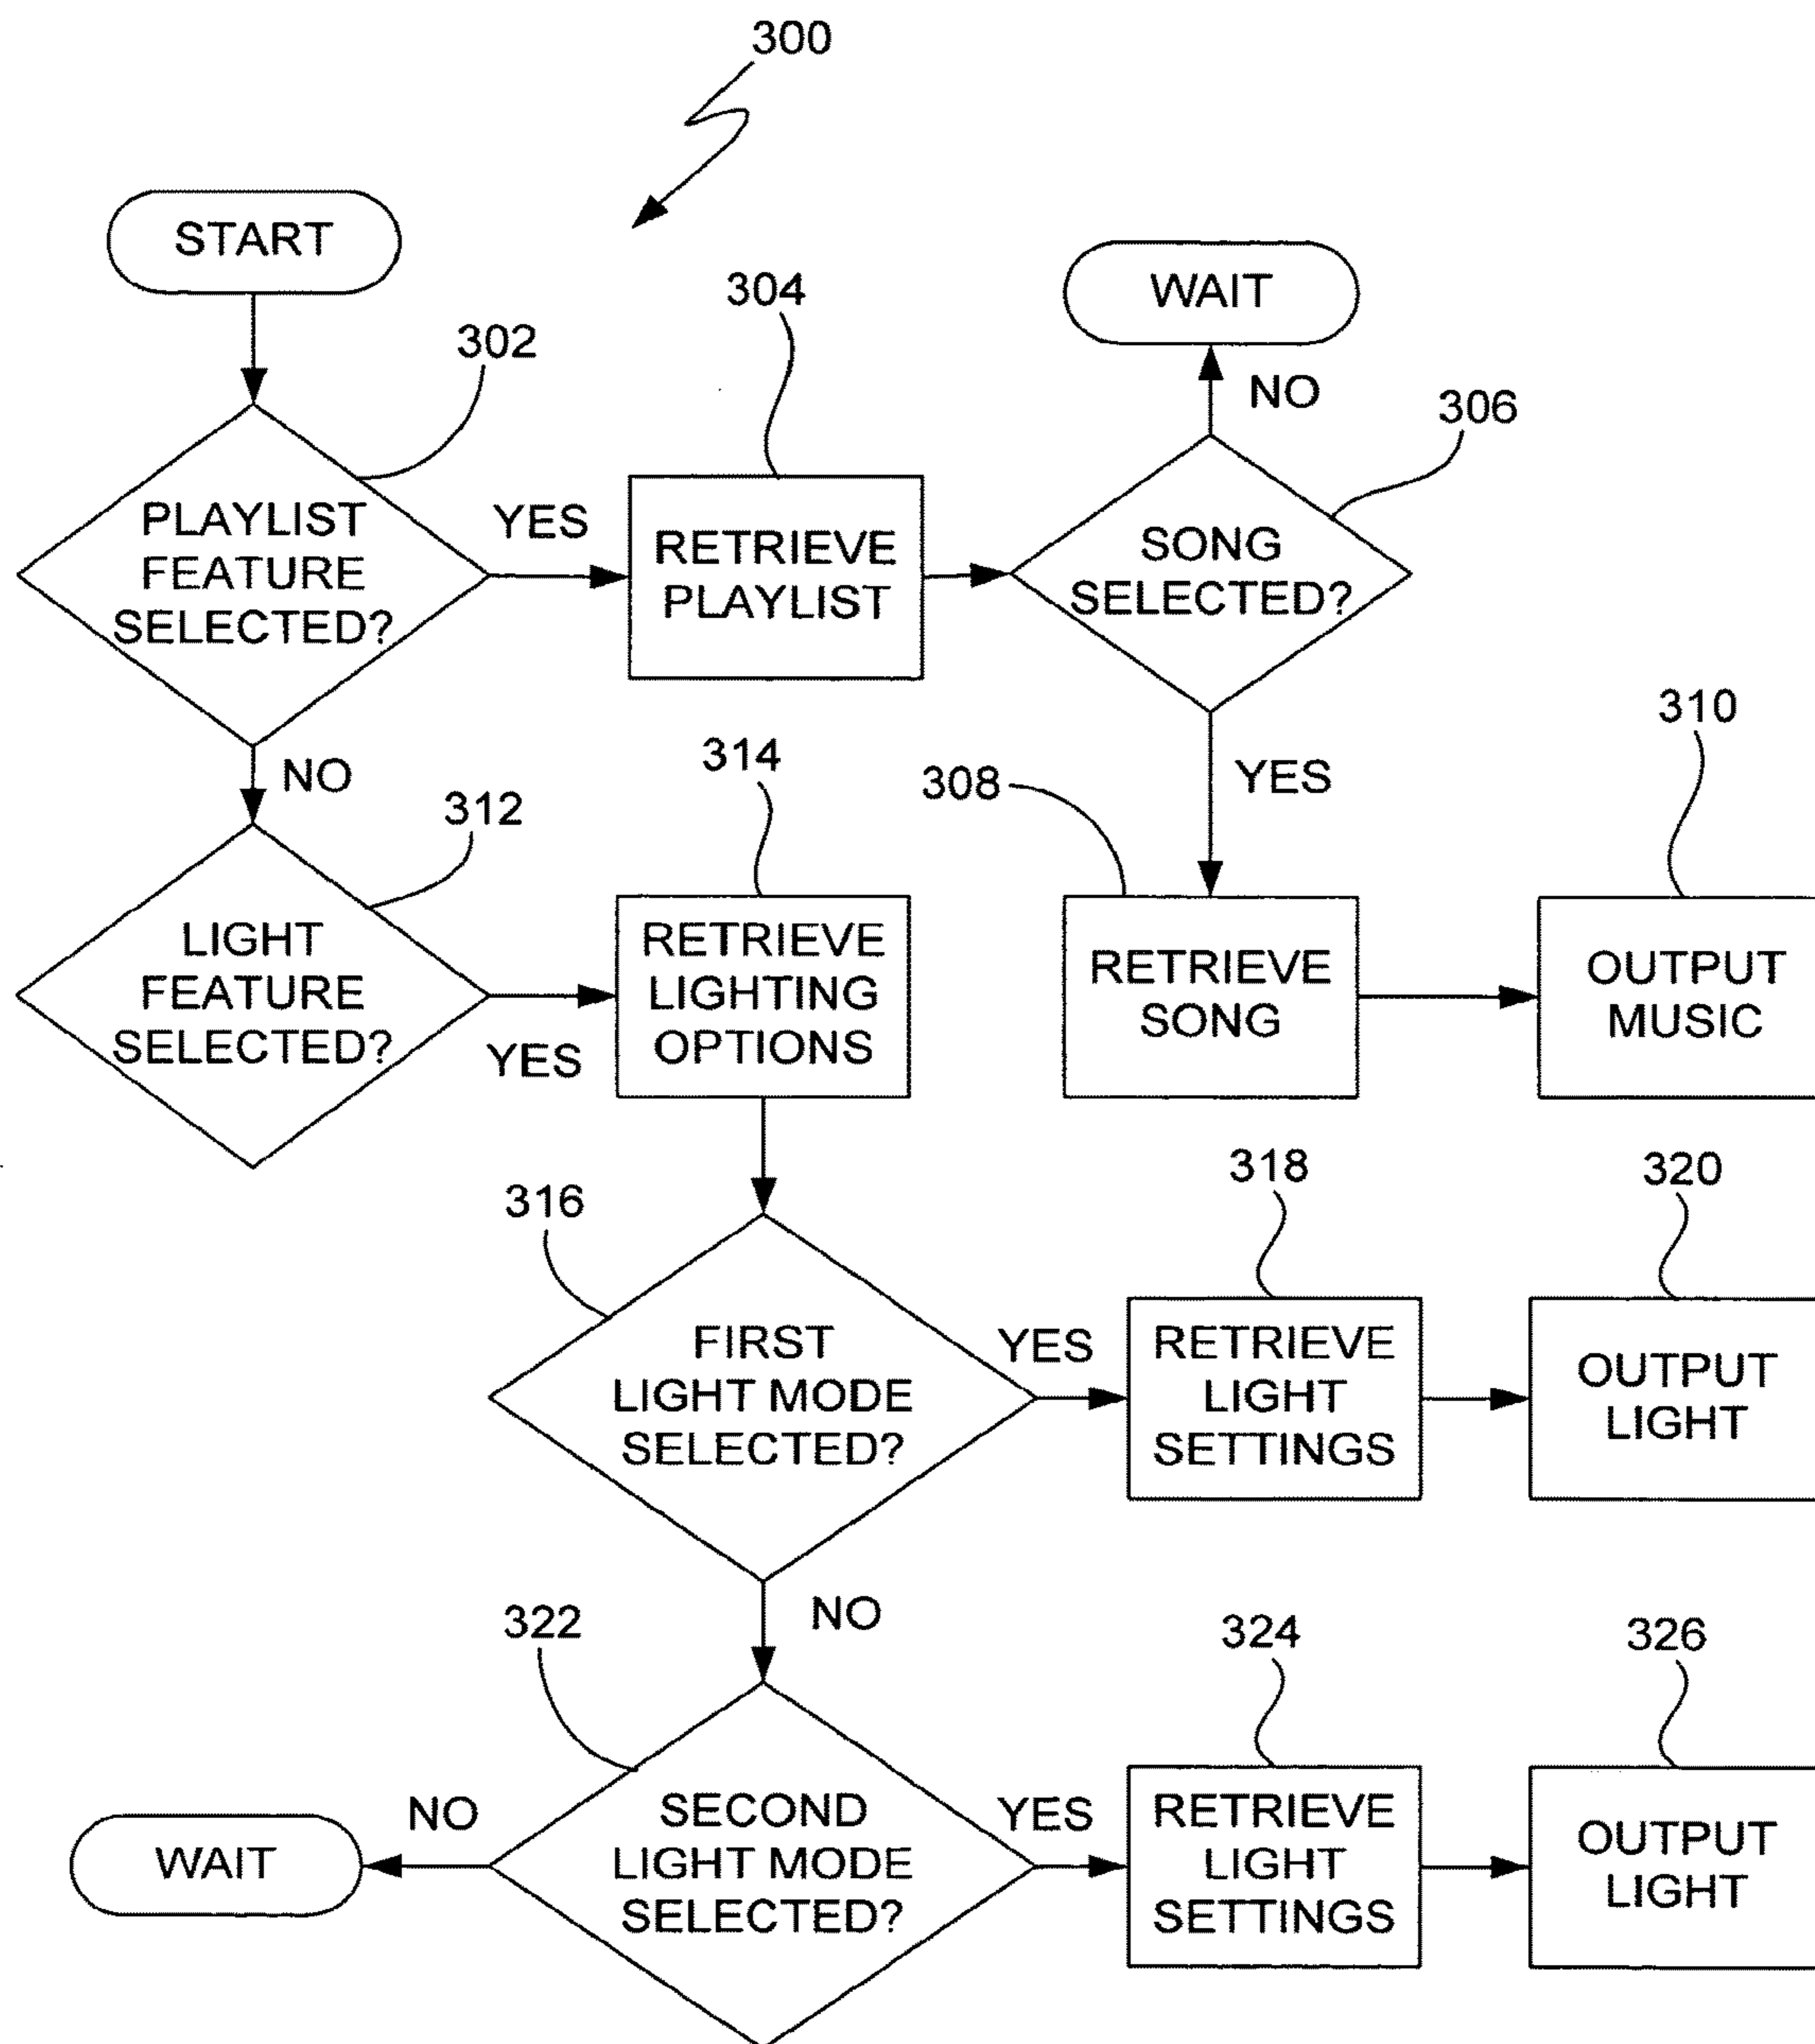 300
START
WAIT
304
302
NO
306
PLAYLIST
FEATURE
SELECTED?
YES
RETRIEVE
PLAYLIST
SONG
SELECTED?
310
NO
314
308
YES
312
LIGHT
FEATURE
SELECTED?
YES
RETRIEVE
LIGHTING
OPTIONS
RETRIEVE
SONG
OUTPUT
MUSIC
316
318
320
FIRST
LIGHT MODE
SELECTED?
YES
RETRIEVE
LIGHT
SETTINGS
OUTPUT
LIGHT
NO
322
324
326
WAIT
NO
SECOND
LIGHT MODE
SELECTED?
YES
RETRIEVE
LIGHT
SETTINGS
OUTPUT
LIGHT